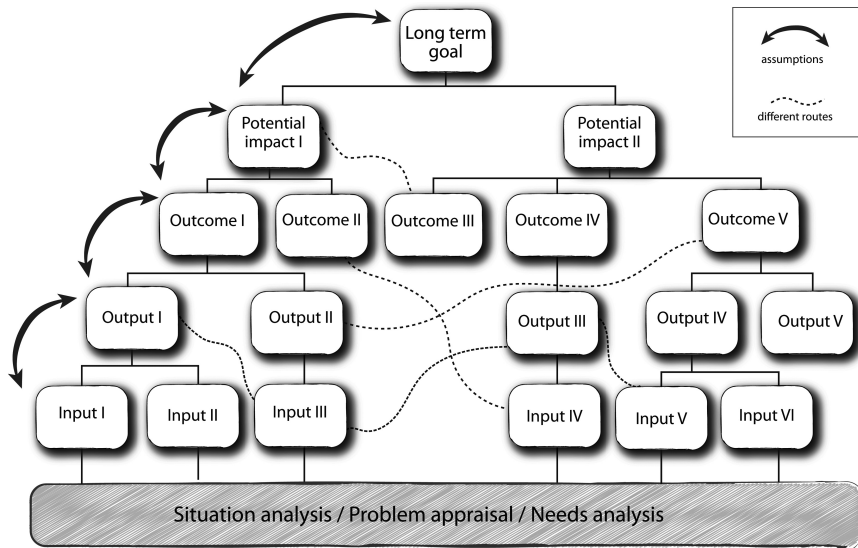 Long term
goal
assumptions
different routes
Potential
impact I
Potential
impact II
Outcome I
Outcome II
Outcome III
Outcome IV
Outcome V
Output I
Output II
Output III
Output IV
Output V
Input I
Input II
Input III
Input IV
Input V
Input VI
Situation analysis / Problem appraisal / Needs analysis